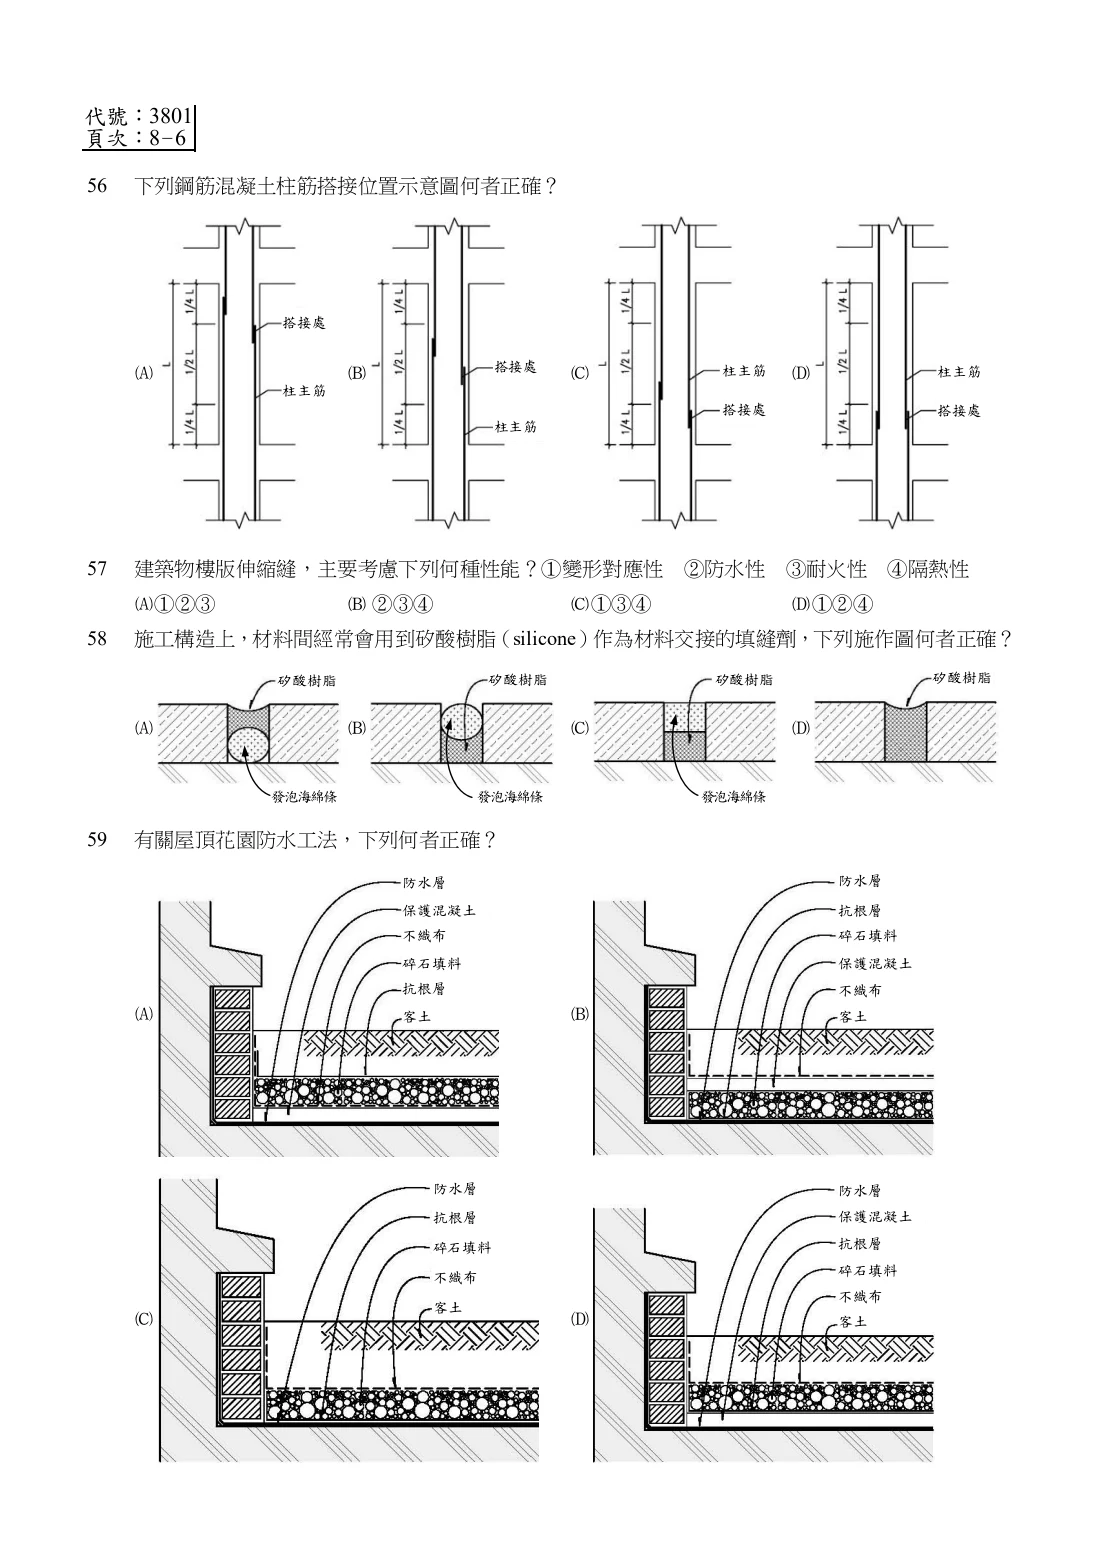 代號：3801
頁次：8－6
56 下列鋼筋混凝土柱筋搭接位置示意圖何者正確？
(A) L 1/4 L 1/2 L 1/4 L 搭接處 柱主筋
(B) L 1/4 L 1/2 L 1/4 L 搭接處 柱主筋
(C) L 1/4 L 1/2 L 1/4 L 柱主筋 搭接處
(D) L 1/4 L 1/2 L 1/4 L 柱主筋 搭接處
57 建築物樓版伸縮縫，主要考慮下列何種性能？①變形對應性 ②防水性 ③耐火性 ④隔熱性
(A)①②③ (B) ②③④ (C)①③④ (D)①②④
58 施工構造上，材料間經常會用到矽酸樹脂（silicone）作為材料交接的填縫劑，下列施作圖何者正確？
(A) 矽酸樹脂 發泡海綿條
(B) 矽酸樹脂 發泡海綿條
(C) 矽酸樹脂 發泡海綿條
(D) 矽酸樹脂
59 有關屋頂花園防水工法，下列何者正確？
(A)
防水層
保護混凝土
不織布
碎石填料
抗根層
客土
(B)
防水層
抗根層
碎石填料
保護混凝土
不織布
客土
(C)
防水層
抗根層
碎石填料
不織布
客土
(D)
防水層
保護混凝土
抗根層
碎石填料
不織布
客土